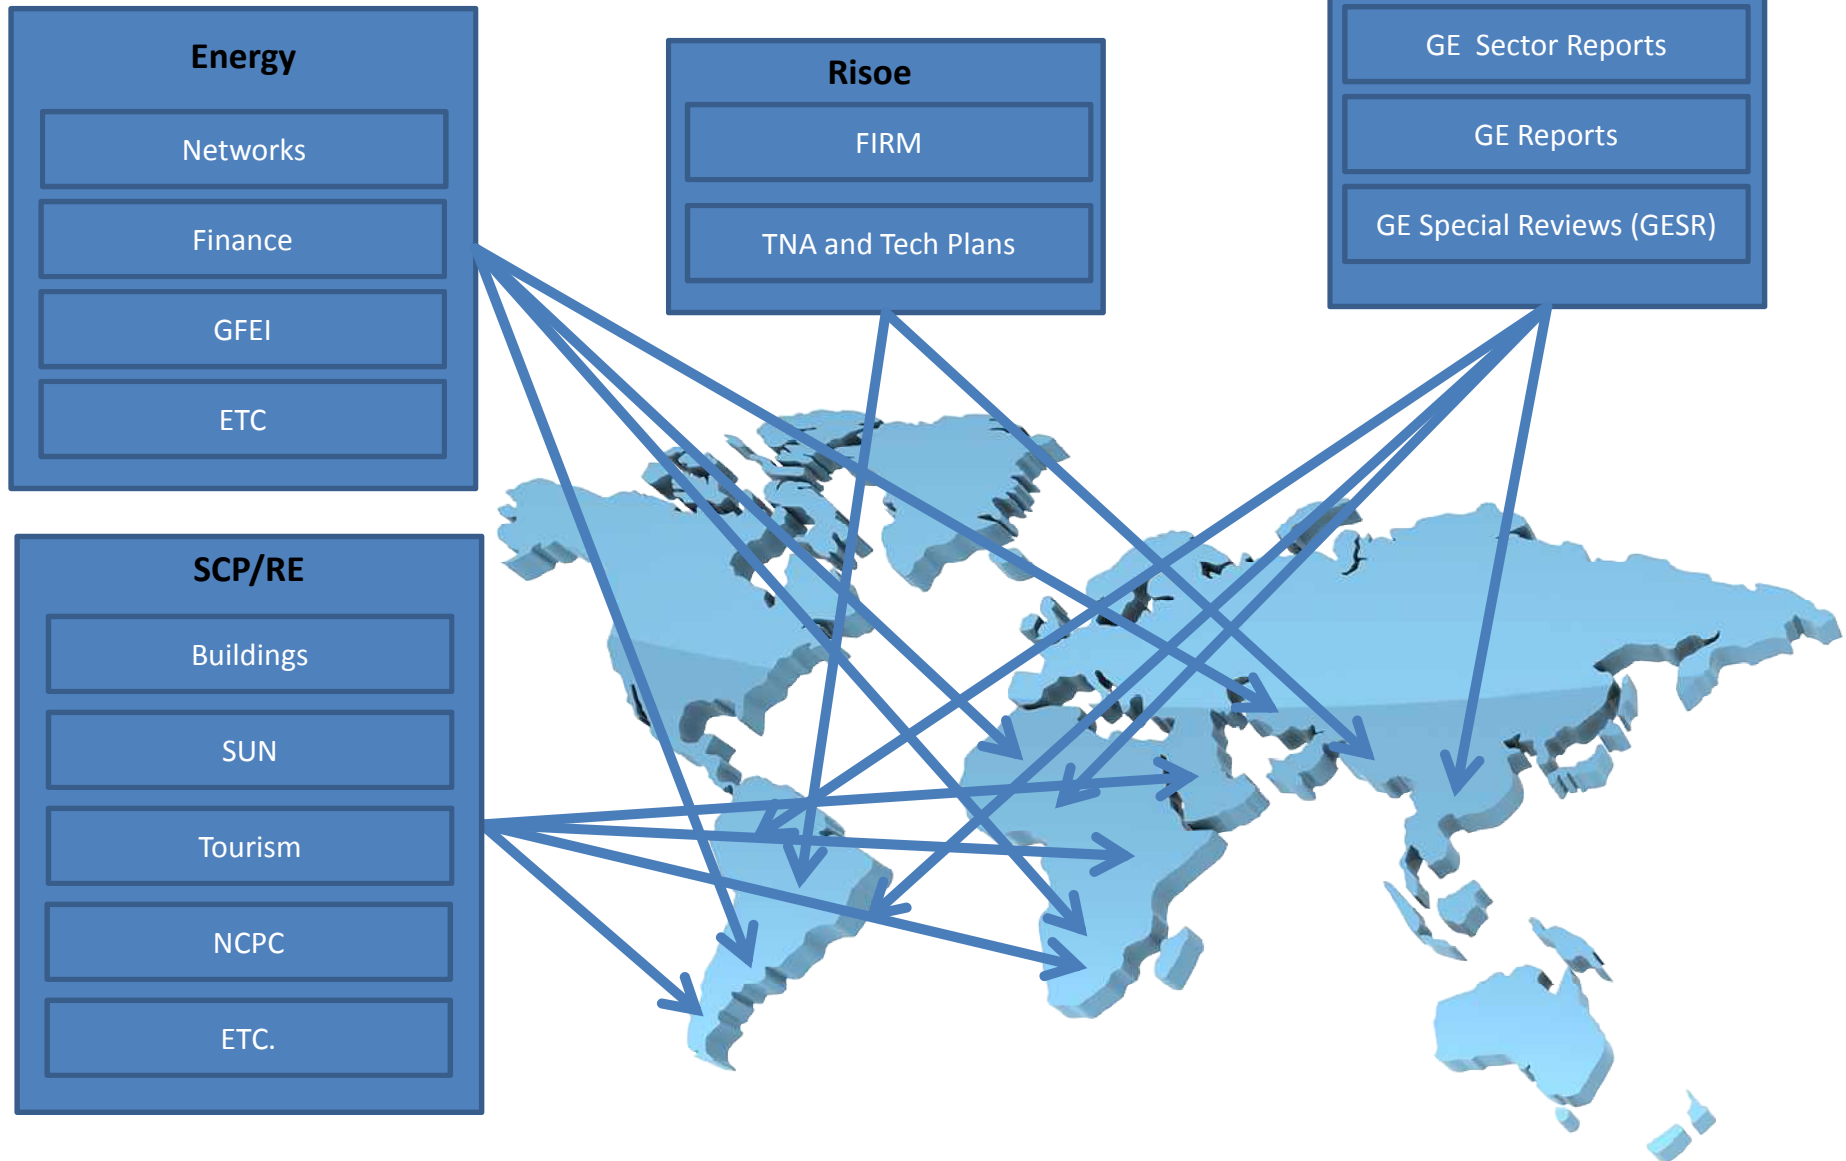 Energy
Networks
Finance
GFEI
ETC
Risoe
FIRM
TNA and Tech Plans
GE Sector Reports
GE Reports
GE Special Reviews (GESR)
SCP/RE
Buildings
SUN
Tourism
NCPC
ETC.